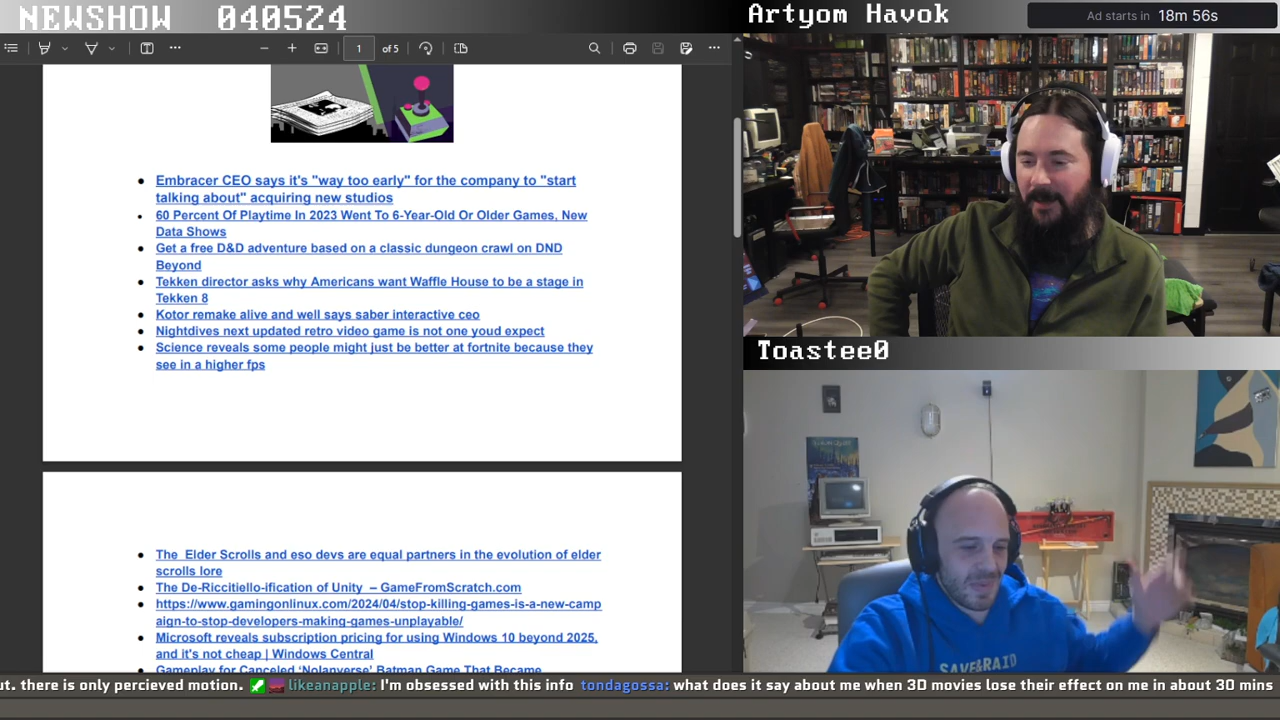 NEWSHOW 040524
Artyom Havok
Ad starts in 18m 56s
1 of 5
Embracer CEO says it's "way too early" for the company to "start
talking about" acquiring new studios
60 Percent Of Playtime In 2023 Went To 6-Year-Old Or Older Games, New
Data Shows
Get a free D&D adventure based on a classic dungeon crawl on DND
Beyond
Tekken director asks why Americans want Waffle House to be a stage in
Tekken 8
Kotor remake alive and well says saber interactive ceo
Nightdives next updated retro video game is not one youd expect
Science reveals some people might just be better at fortnite because they
see in a higher fps
Toastee0
The Elder Scrolls and eso devs are equal partners in the evolution of elder
scrolls lore
The De-Riccitiello-ification of Unity – GameFromScratch.com
https://www.gamingonlinux.com/2024/04/stop-killing-games-is-a-new-camp
aign-to-stop-developers-making-games-unplayable/
Microsoft reveals subscription pricing for using Windows 10 beyond 2025,
and it's not cheap | Windows Central
Gameplay for Canceled 'Nolanverse' Batman Game That Became
SAVE&RAID
ut. there is only percieved motion. likeanapple: I'm obsessed with this info tondagossa: what does it say about me when 3D movies lose their effect on me in about 30 mins